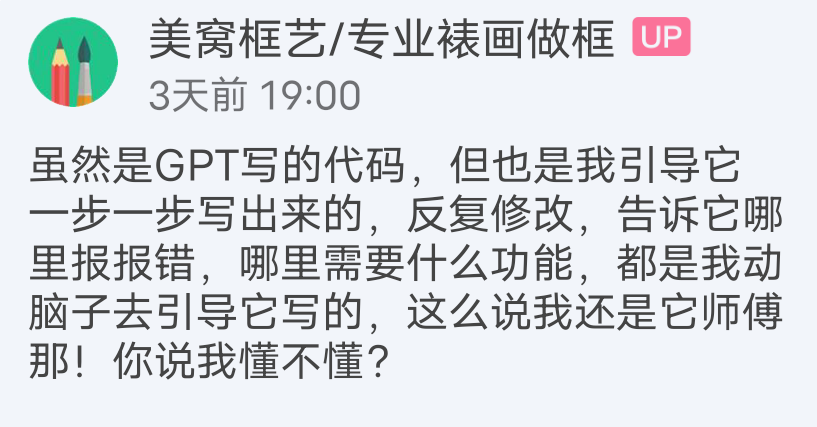 美窝框艺/专业裱画做框 UP
3天前 19:00
虽然是GPT写的代码，但也是我引导它
一步一步写出来的，反复修改，告诉它哪
里报报错，哪里需要什么功能，都是我动
脑子去引导它写的，这么说我还是它师傅
那！你说我懂不懂？